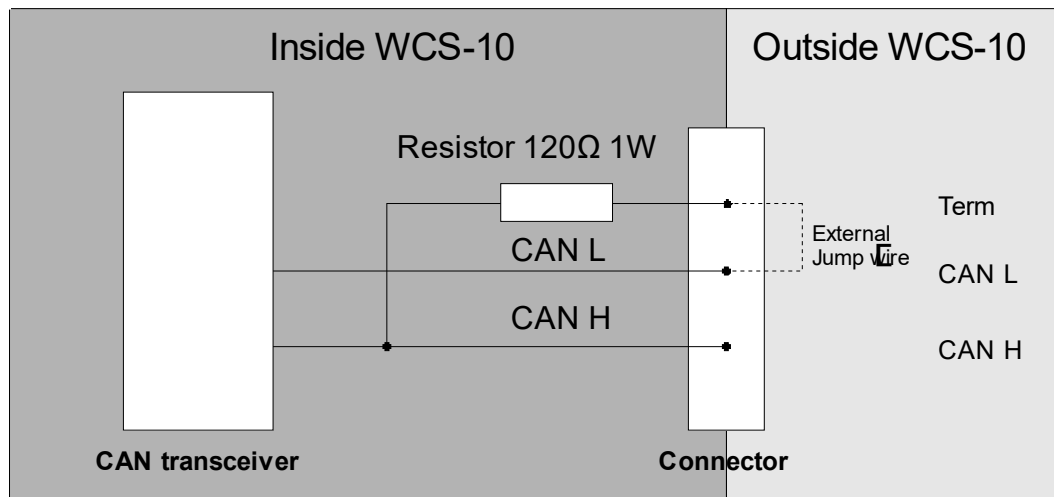 Inside WCS-10
Outside WCS-10
Resistor 120Ω 1W
Term
External
Jump wire
CAN L
CAN L
CAN H
CAN H
CAN transceiver
Connector